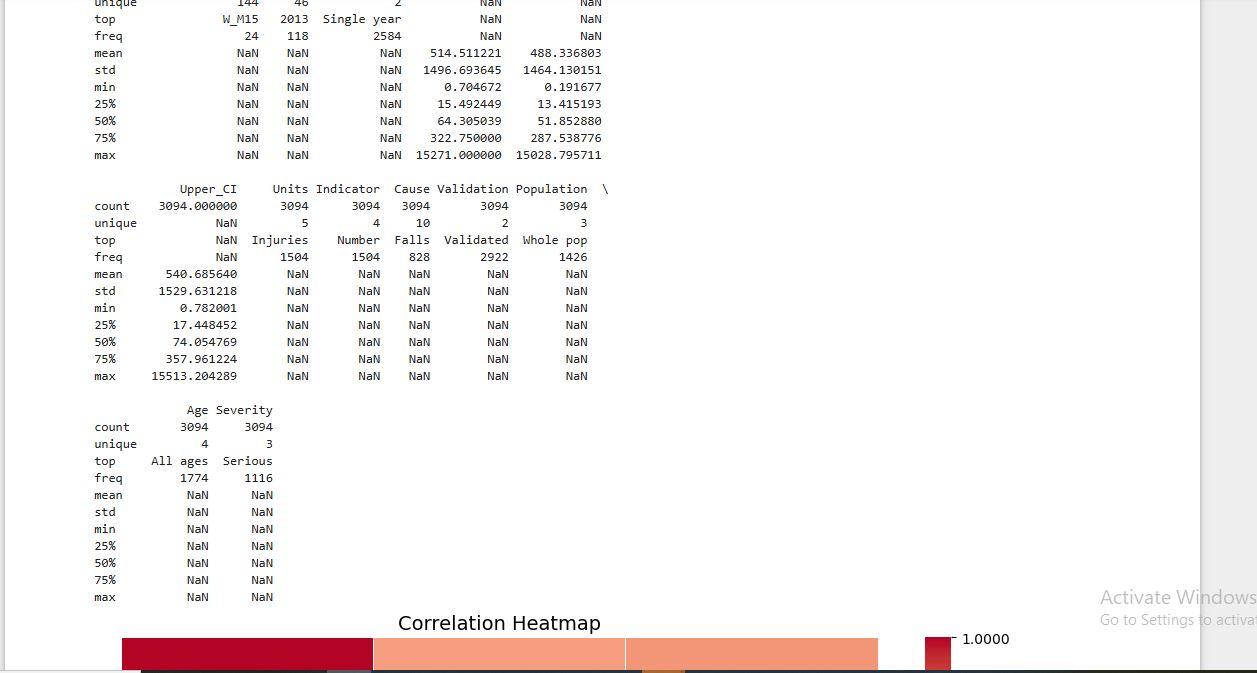 unique 144 46 2 NaN NaN
top W_M15 2013 Single year NaN NaN
freq 24 118 2584 NaN NaN
mean NaN NaN NaN 514.511221 488.336803
std NaN NaN NaN 1496.693645 1464.130151
min NaN NaN NaN 0.704672 0.191677
25% NaN NaN NaN 15.492449 13.415193
50% NaN NaN NaN 64.305039 51.852880
75% NaN NaN NaN 322.750000 287.538776
max NaN NaN NaN 15271.000000 15028.795711
Upper_CI Units Indicator Cause Validation Population \
count 3094.000000 3094 3094 3094 3094 3094
unique NaN 5 4 10 2 3
top NaN Injuries Number Falls Validated Whole pop
freq NaN 1504 1504 828 2922 1426
mean 540.685640 NaN NaN NaN NaN NaN
std 1529.631218 NaN NaN NaN NaN NaN
min 0.782001 NaN NaN NaN NaN NaN
25% 17.448452 NaN NaN NaN NaN NaN
50% 74.054769 NaN NaN NaN NaN NaN
75% 357.961224 NaN NaN NaN NaN NaN
max 15513.204289 NaN NaN NaN NaN NaN
Age Severity
count 3094 3094
unique 4 3
top All ages Serious
freq 1774 1116
mean NaN NaN
std NaN NaN
min NaN NaN
25% NaN NaN
50% NaN NaN
75% NaN NaN
max NaN NaN
Correlation Heatmap
1.0000
Activate Windows
Go to Settings to activat